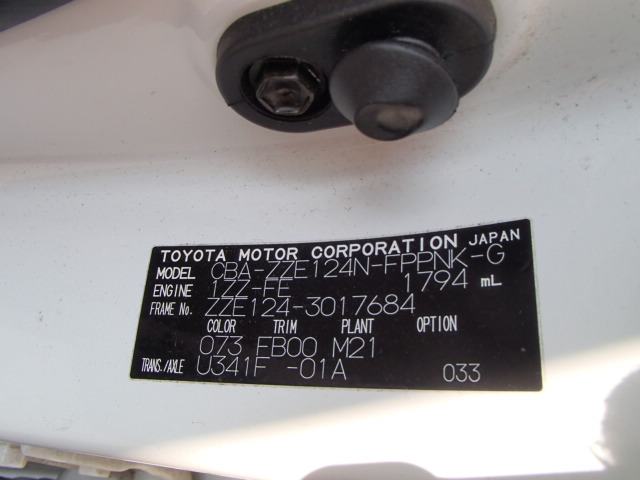 TOYOTA MOTOR CORPORATION JAPAN
MODEL CBA-ZZE124N-FPPNK-G
ENGINE 1ZZ-FE 1794 mL
FRAME No. ZZE124-3017684
COLOR TRIM PLANT OPTION
073 EB00 M21
TRANS./AXLE U341F -01A 033